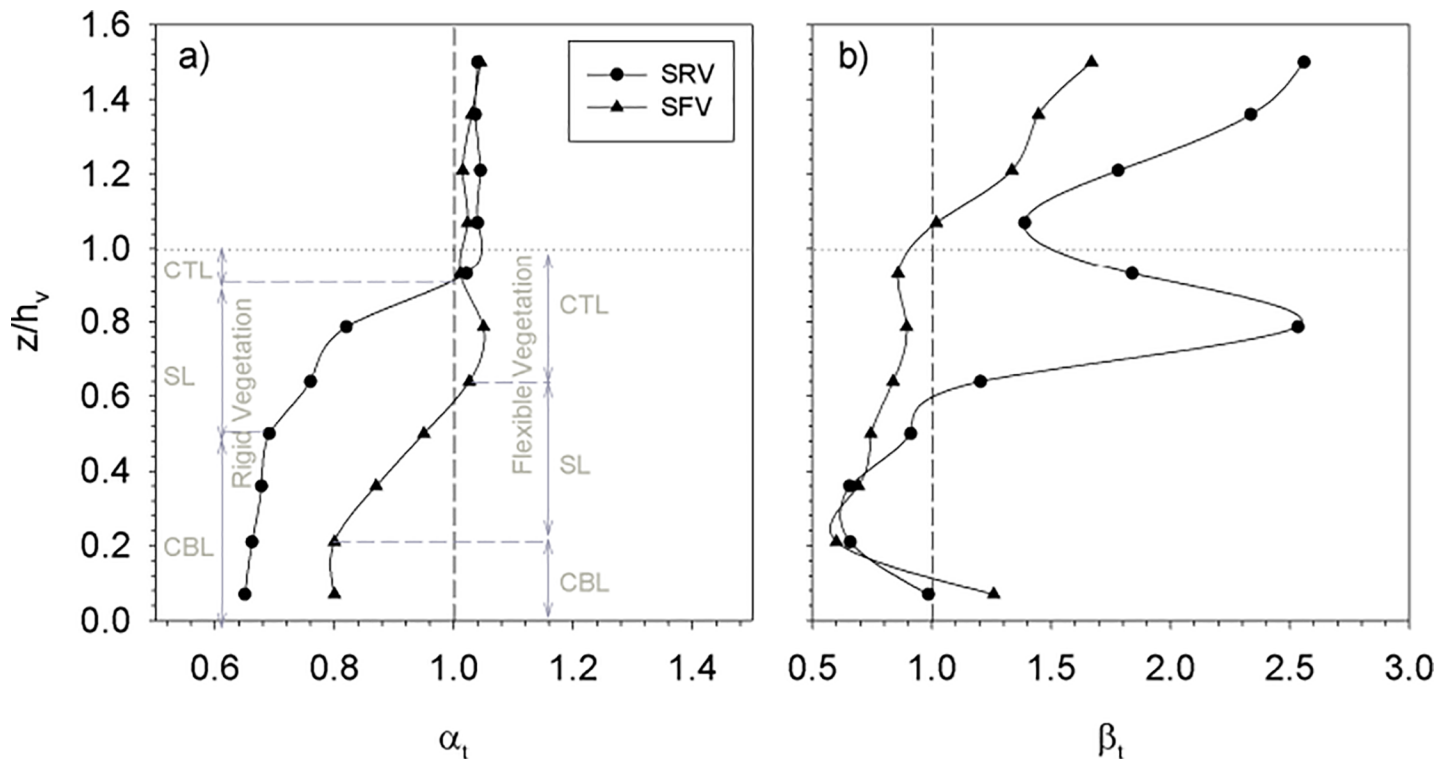 a)
SRV
SFV
b)
z/hᵥ
1.6
1.4
1.2
1.0
0.8
0.6
0.4
0.2
0.0
CTL
SL
CBL
Rigid Vegetation
Flexible Vegetation
CTL
SL
CBL
0.6 0.8 1.0 1.2 1.4
0.5 1.0 1.5 2.0 2.5 3.0
αₜ
βₜ